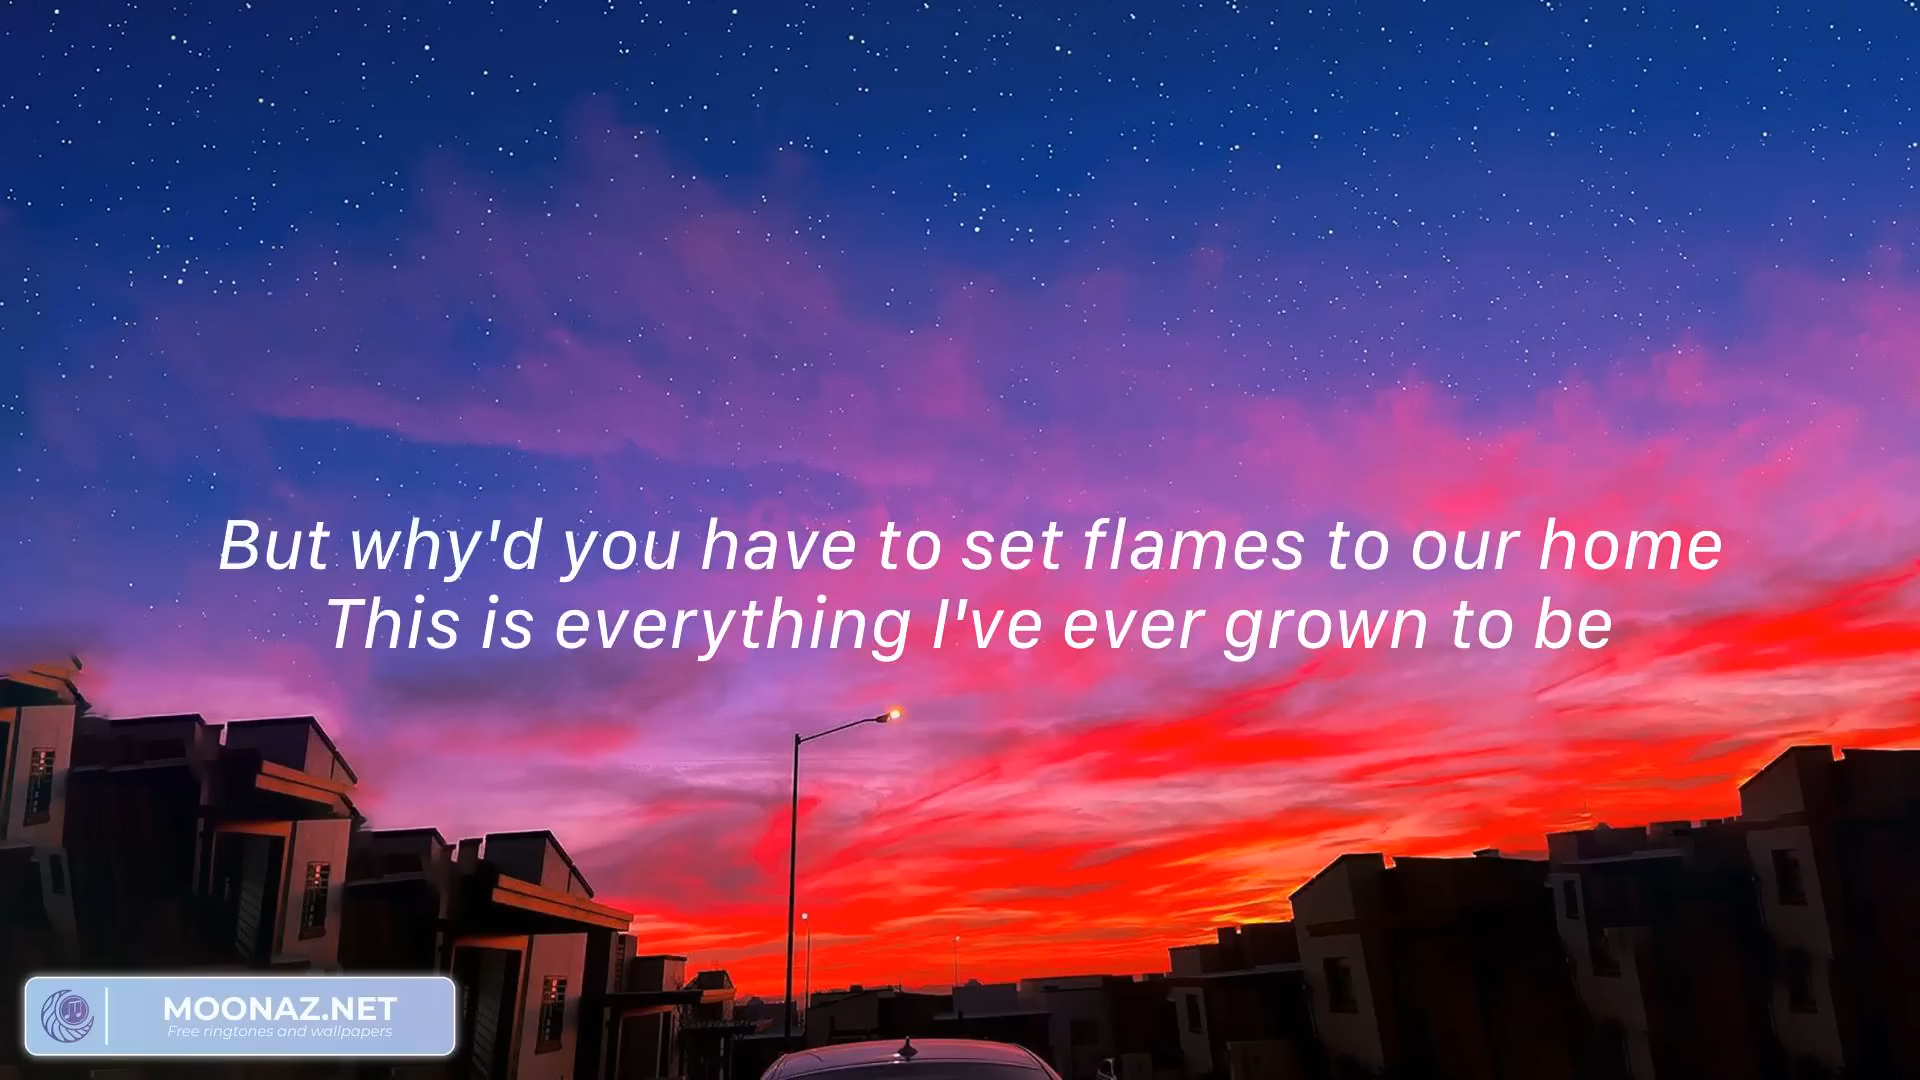 But why'd you have to set flames to our home
This is everything I've ever grown to be
MOONAZ.NET
Free ringtones and wallpapers